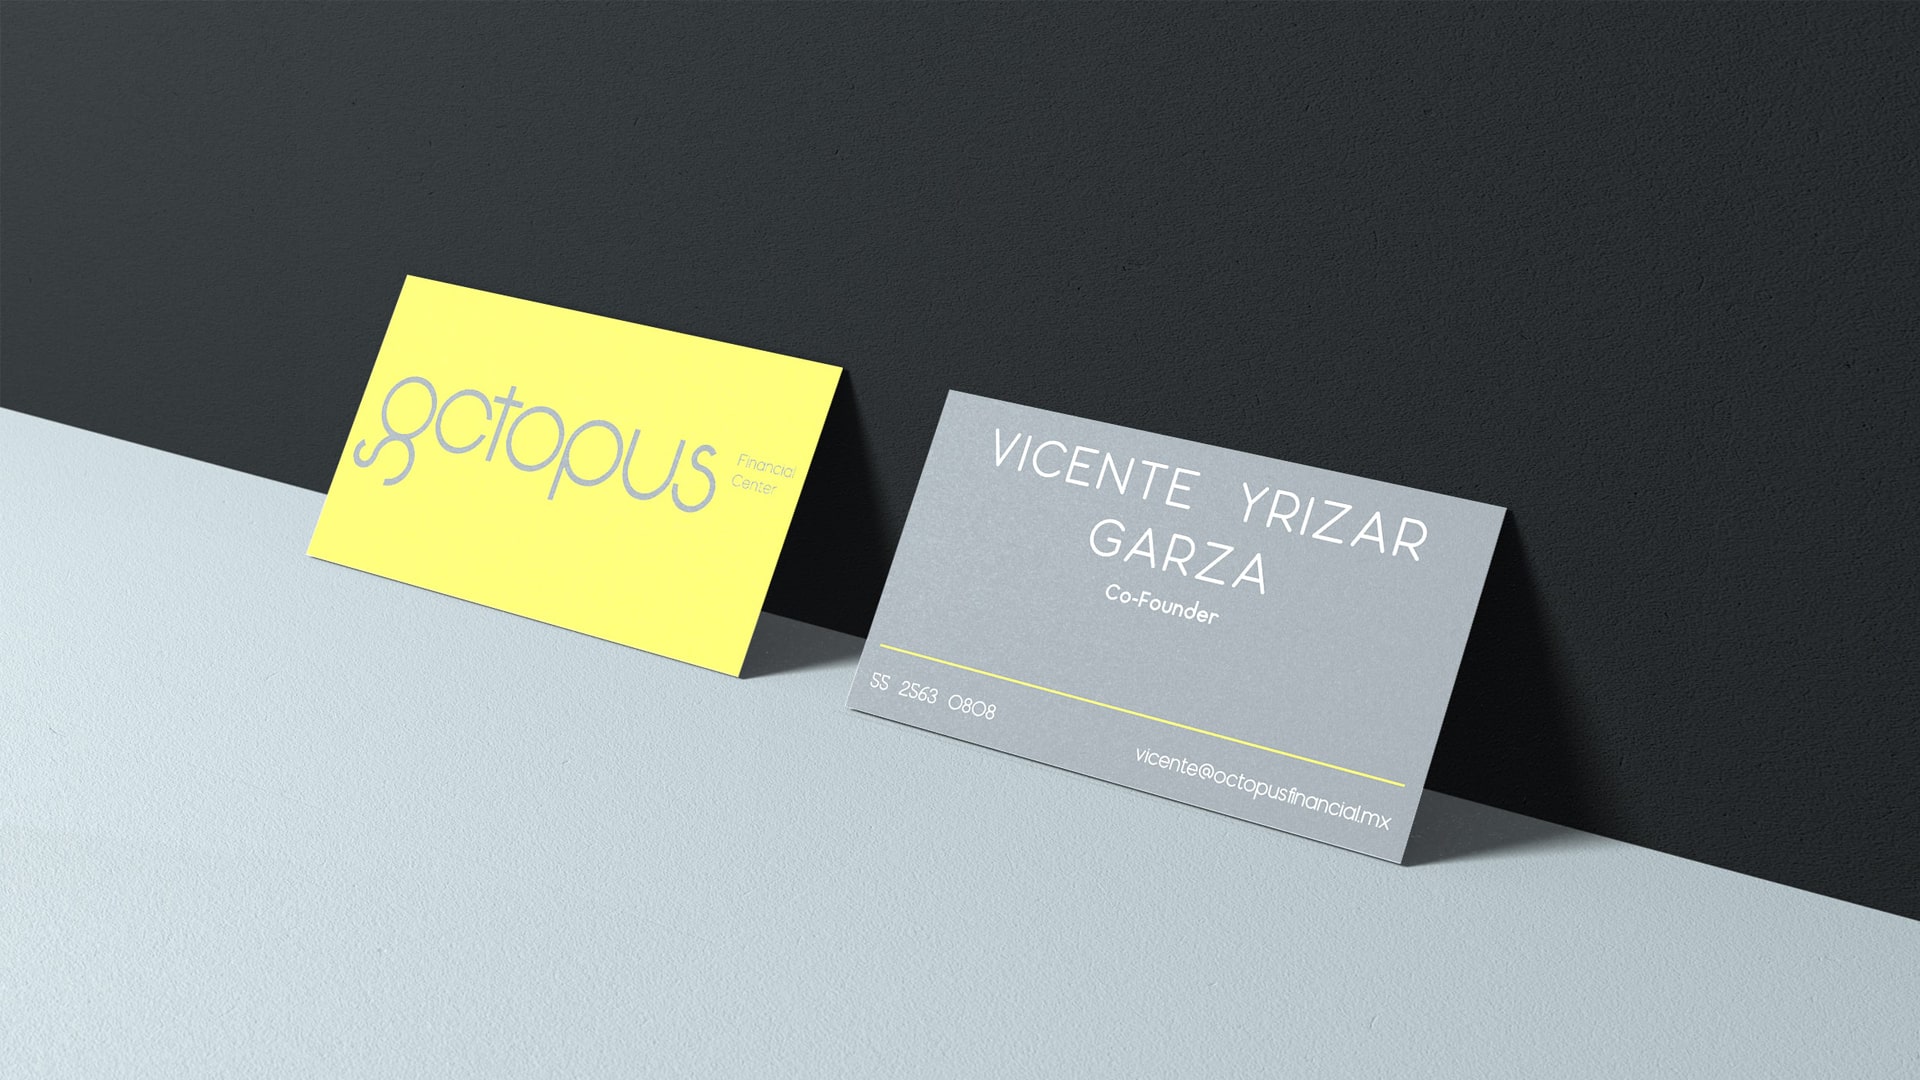 octopus
Financial
Center
VICENTE YRIZAR
GARZA
Co-Founder
55 2563 0808
vicente@octopusfinancial.mx